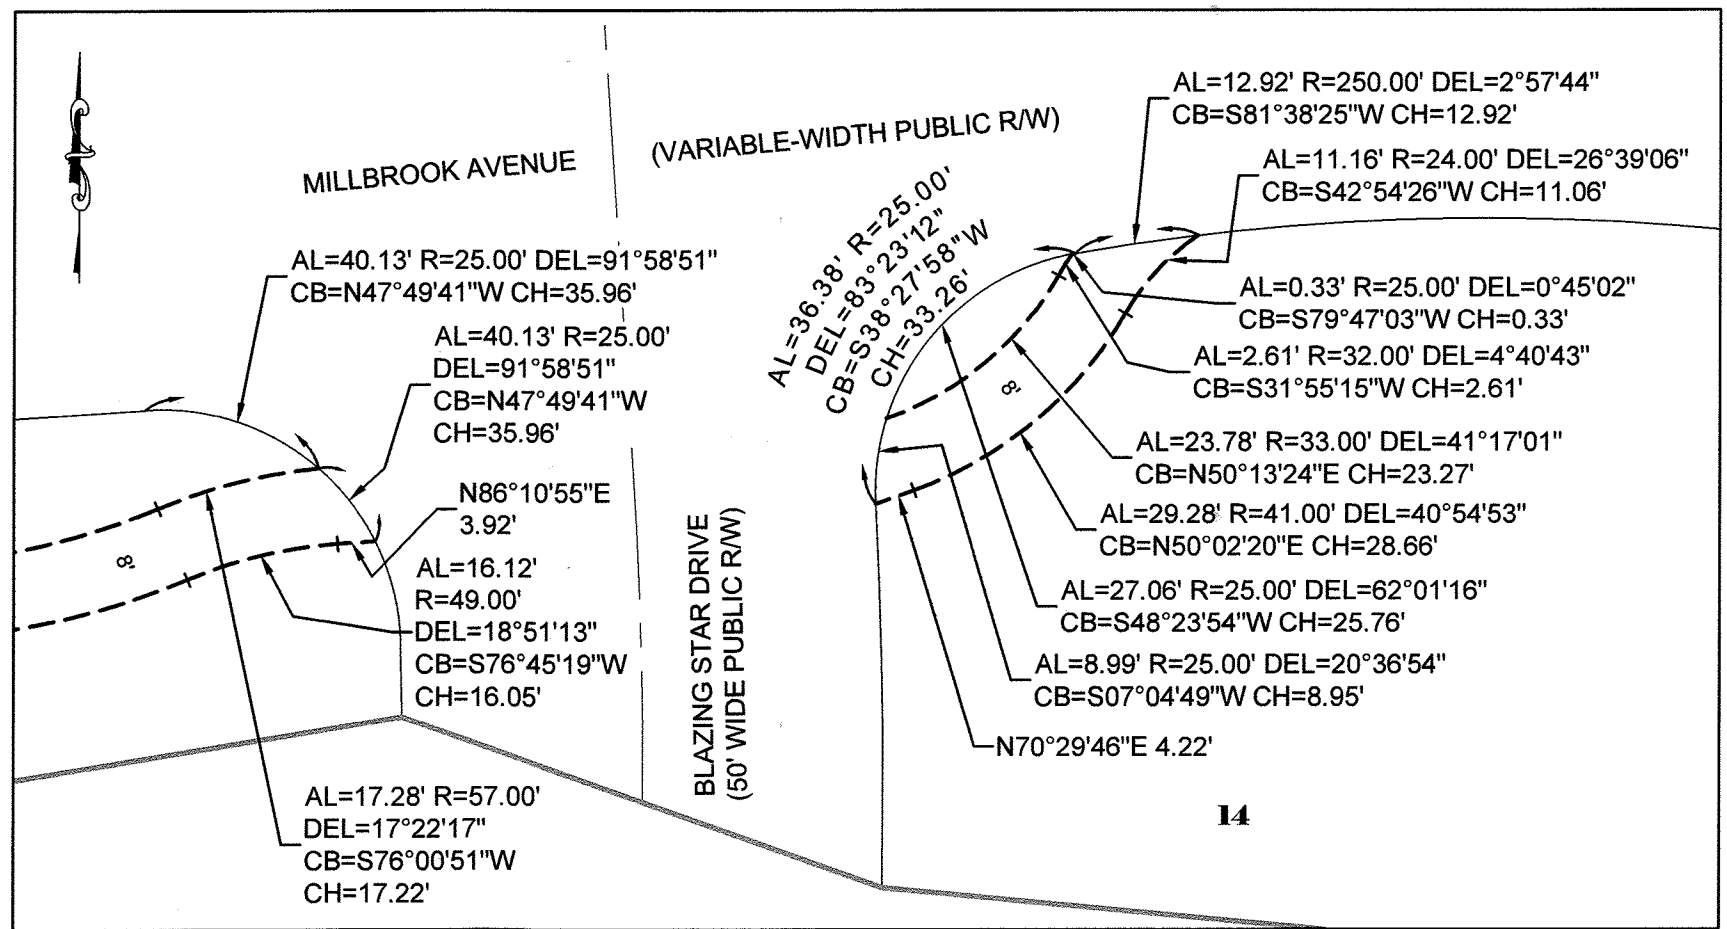 MILLBROOK AVENUE
(VARIABLE-WIDTH PUBLIC R/W)
AL=12.92' R=250.00' DEL=2°57'44"
CB=S81°38'25"W CH=12.92'
AL=11.16' R=24.00' DEL=26°39'06"
CB=S42°54'26"W CH=11.06'
AL=36.38' R=25.00'
DEL=83°23'12"
CB=S38°27'58"W
CH=33.26'
AL=40.13' R=25.00' DEL=91°58'51"
CB=N47°49'41"W CH=35.96'
AL=40.13' R=25.00'
DEL=91°58'51"
CB=N47°49'41"W
CH=35.96'
AL=0.33' R=25.00' DEL=0°45'02"
CB=S79°47'03"W CH=0.33'
AL=2.61' R=32.00' DEL=4°40'43"
CB=S31°55'15"W CH=2.61'
8'
AL=23.78' R=33.00' DEL=41°17'01"
CB=N50°13'24"E CH=23.27'
N86°10'55"E
3.92'
AL=29.28' R=41.00' DEL=40°54'53"
CB=N50°02'20"E CH=28.66'
8'
AL=16.12'
R=49.00'
DEL=18°51'13"
CB=S76°45'19"W
CH=16.05'
BLAZING STAR DRIVE
(50' WIDE PUBLIC R/W)
AL=27.06' R=25.00' DEL=62°01'16"
CB=S48°23'54"W CH=25.76'
AL=8.99' R=25.00' DEL=20°36'54"
CB=S07°04'49"W CH=8.95'
N70°29'46"E 4.22'
AL=17.28' R=57.00'
DEL=17°22'17"
CB=S76°00'51"W
CH=17.22'
14